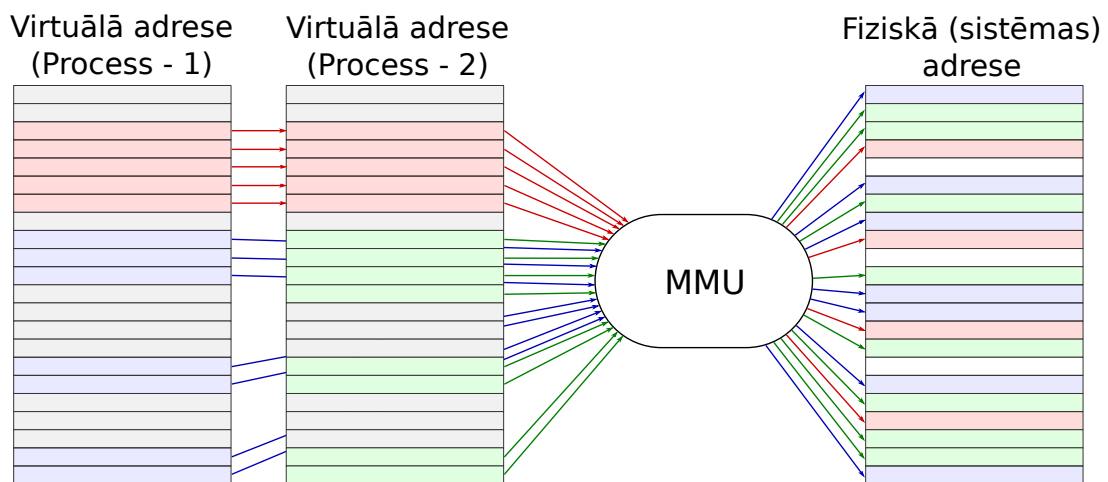 Virtuālā adrese
(Process - 1)
Virtuālā adrese
(Process - 2)
Fiziskā (sistēmas)
adrese
MMU